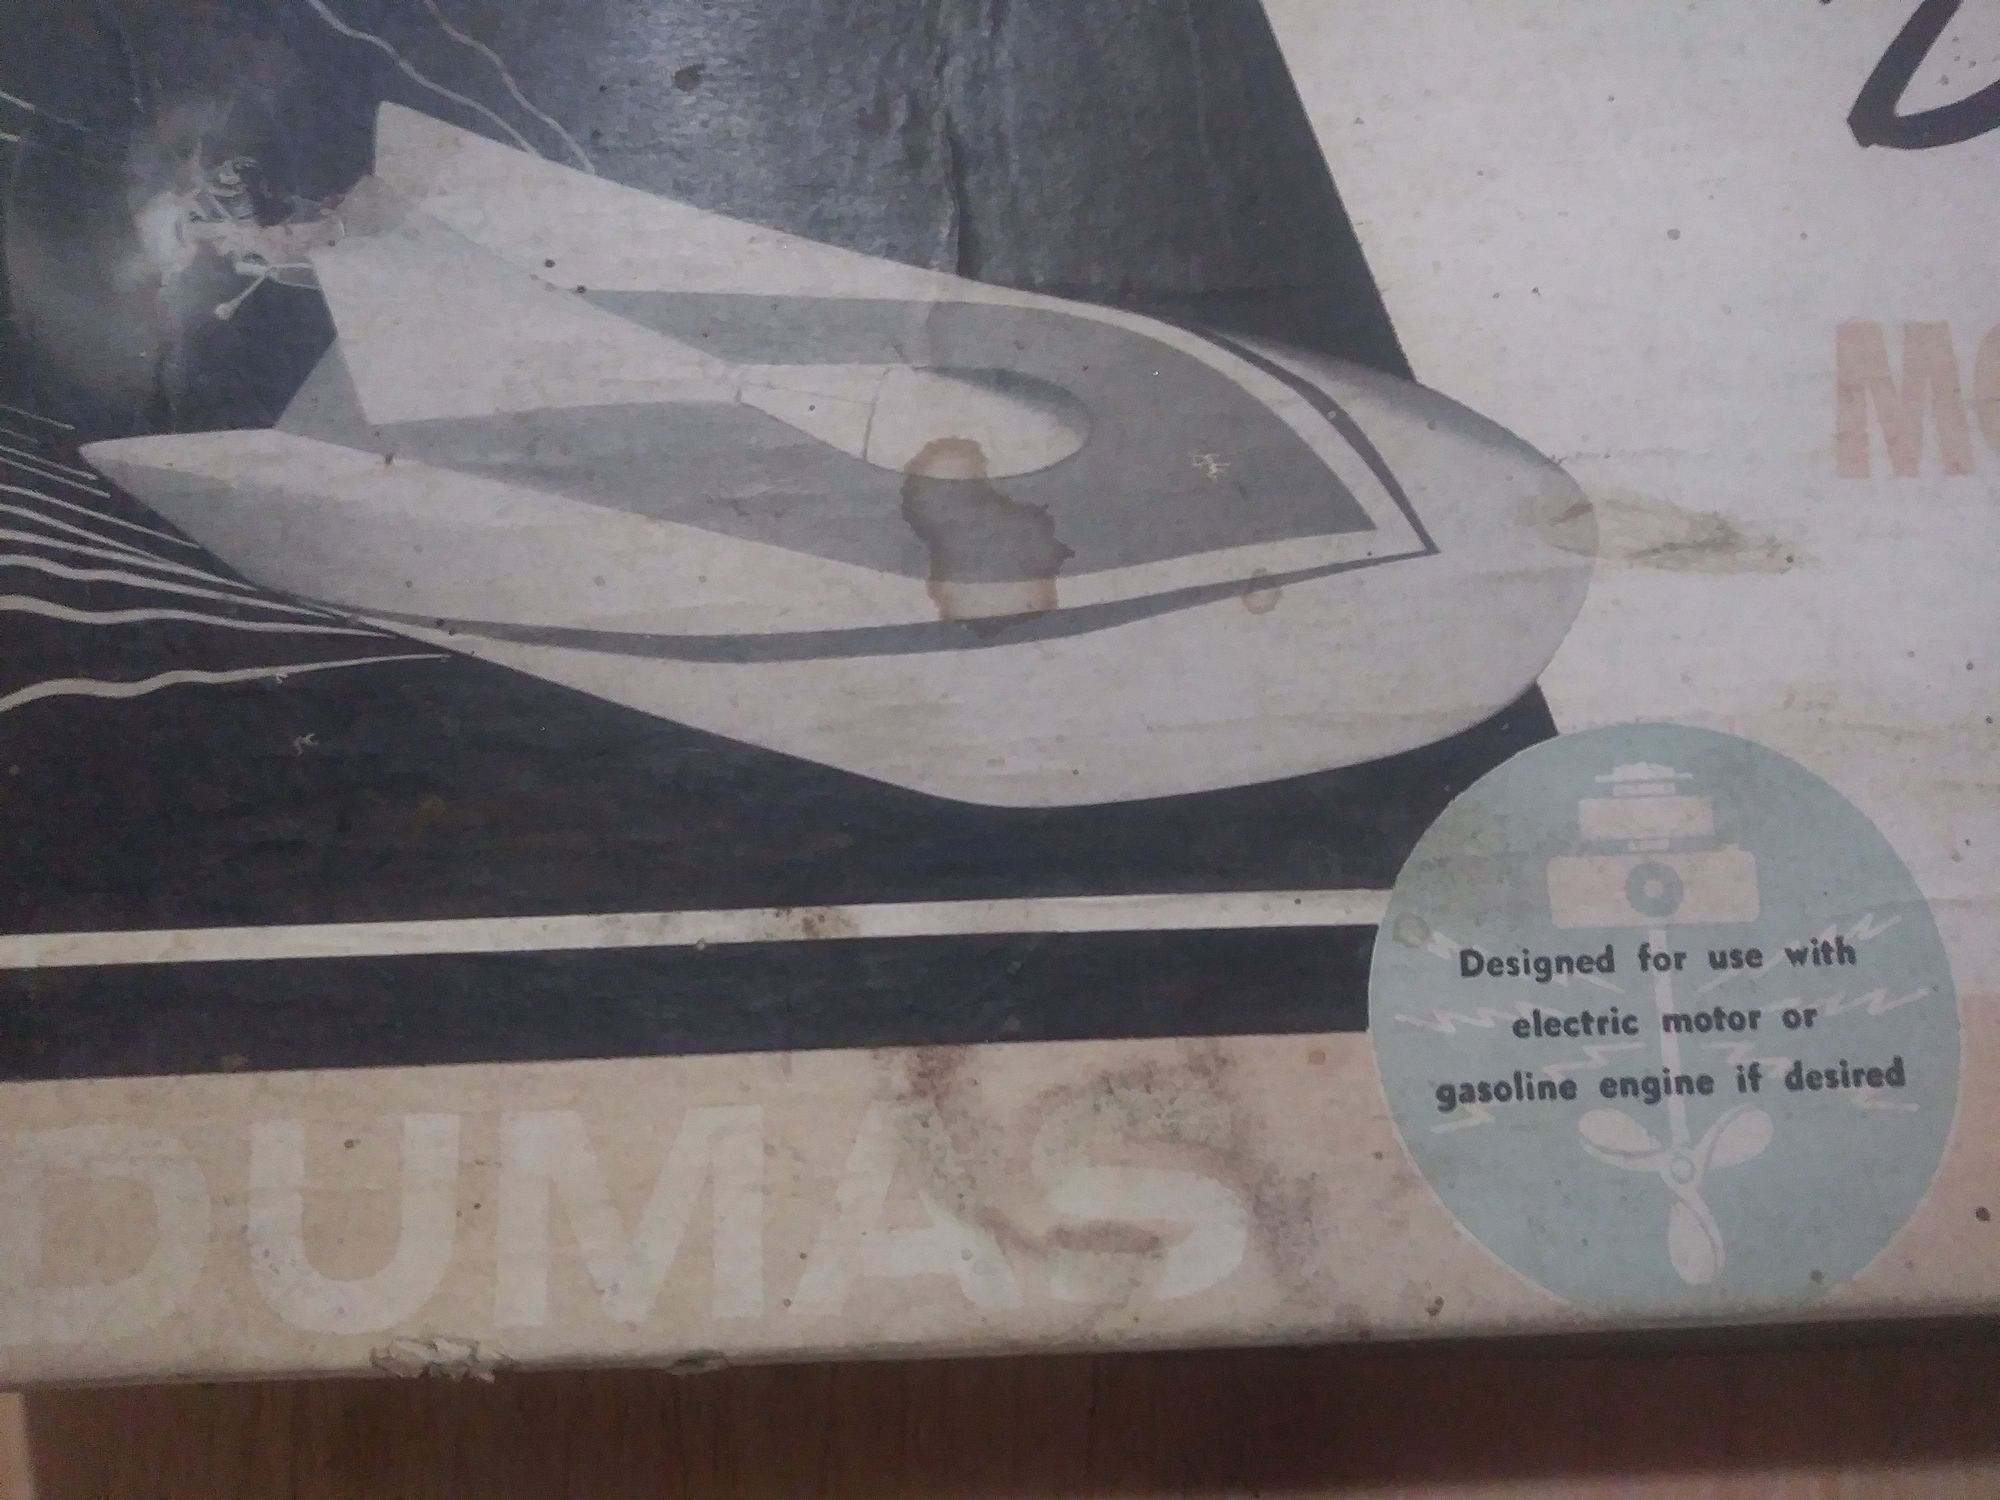 Designed for use with
electric motor or
gasoline engine if desired
DUMAS